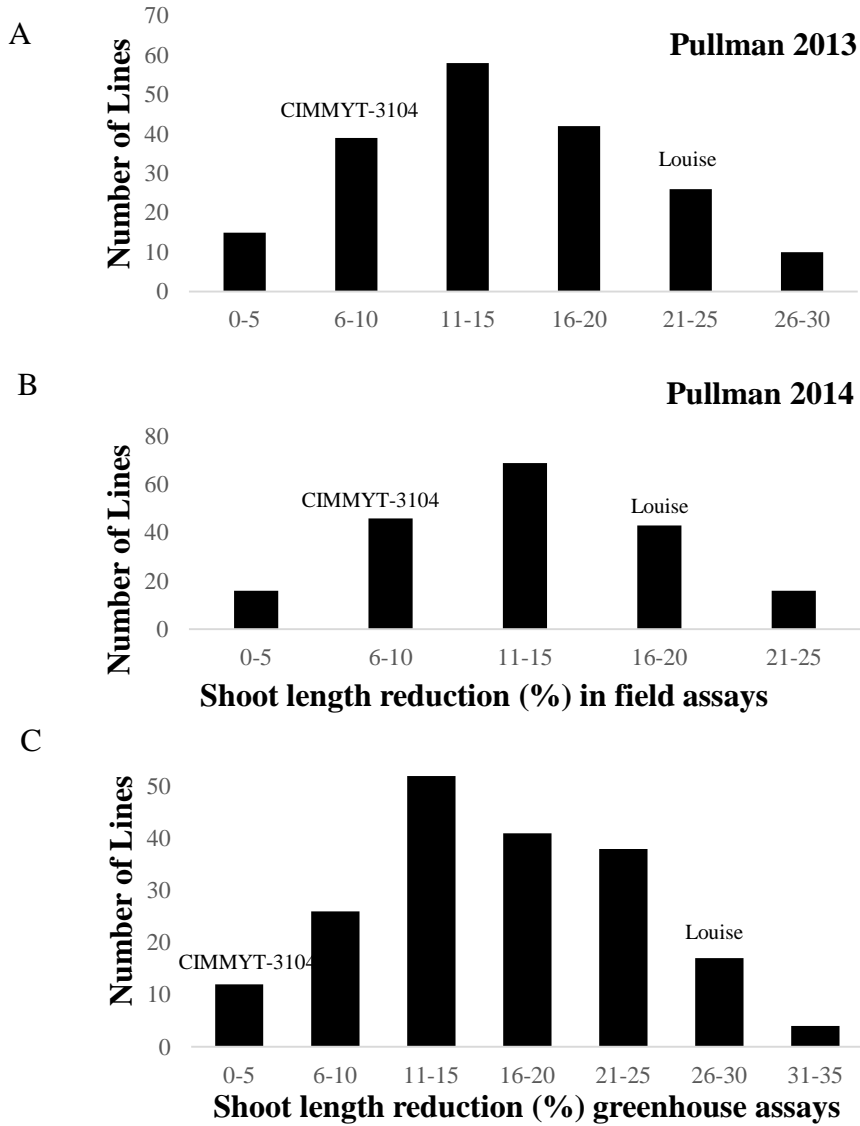 A
Pullman 2013
Number of Lines
70
60
50
40
30
20
10
0
CIMMYT-3104
Louise
0-5 6-10 11-15 16-20 21-25 26-30
B
Pullman 2014
Number of Lines
80
60
40
20
0
CIMMYT-3104
Louise
0-5 6-10 11-15 16-20 21-25
Shoot length reduction (%) in field assays
C
Number of Lines
50
40
30
20
10
0
CIMMYT-3104
Louise
0-5 6-10 11-15 16-20 21-25 26-30 31-35
Shoot length reduction (%) greenhouse assays